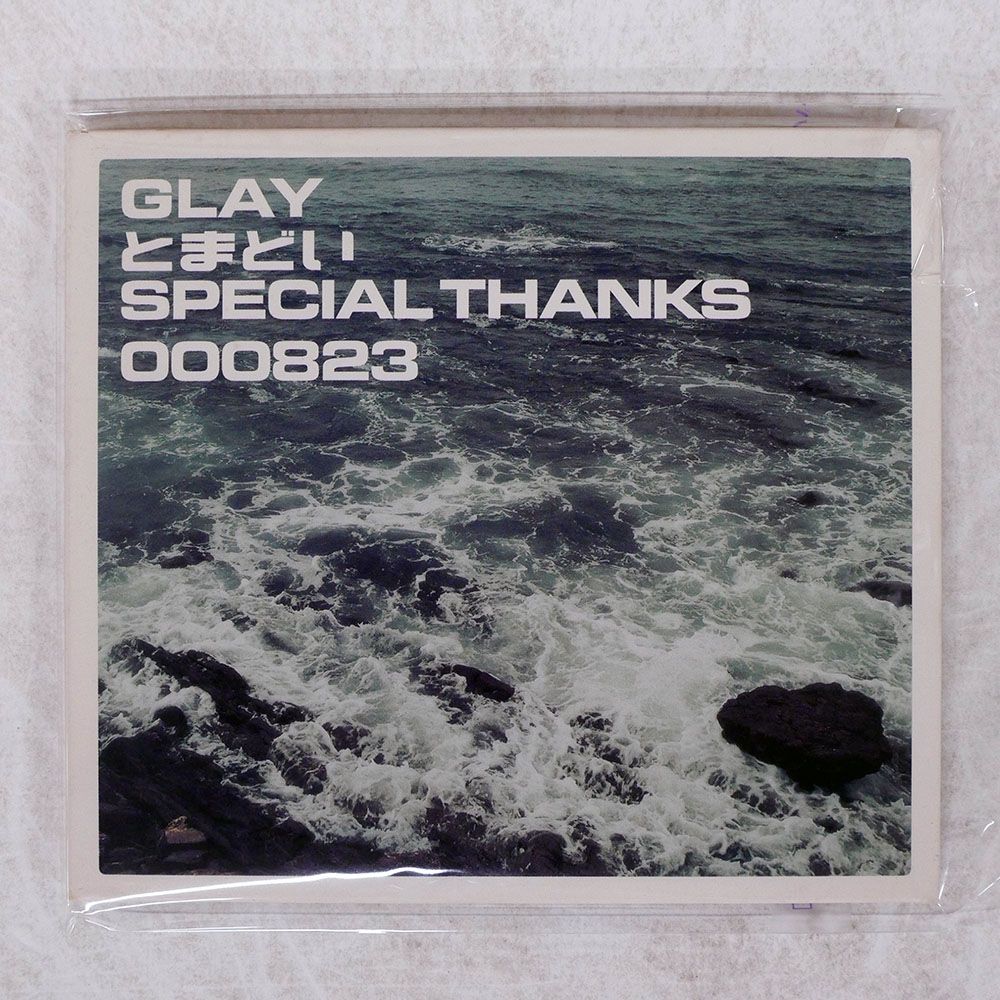 GLAY
とまどい
SPECIAL THANKS
000823